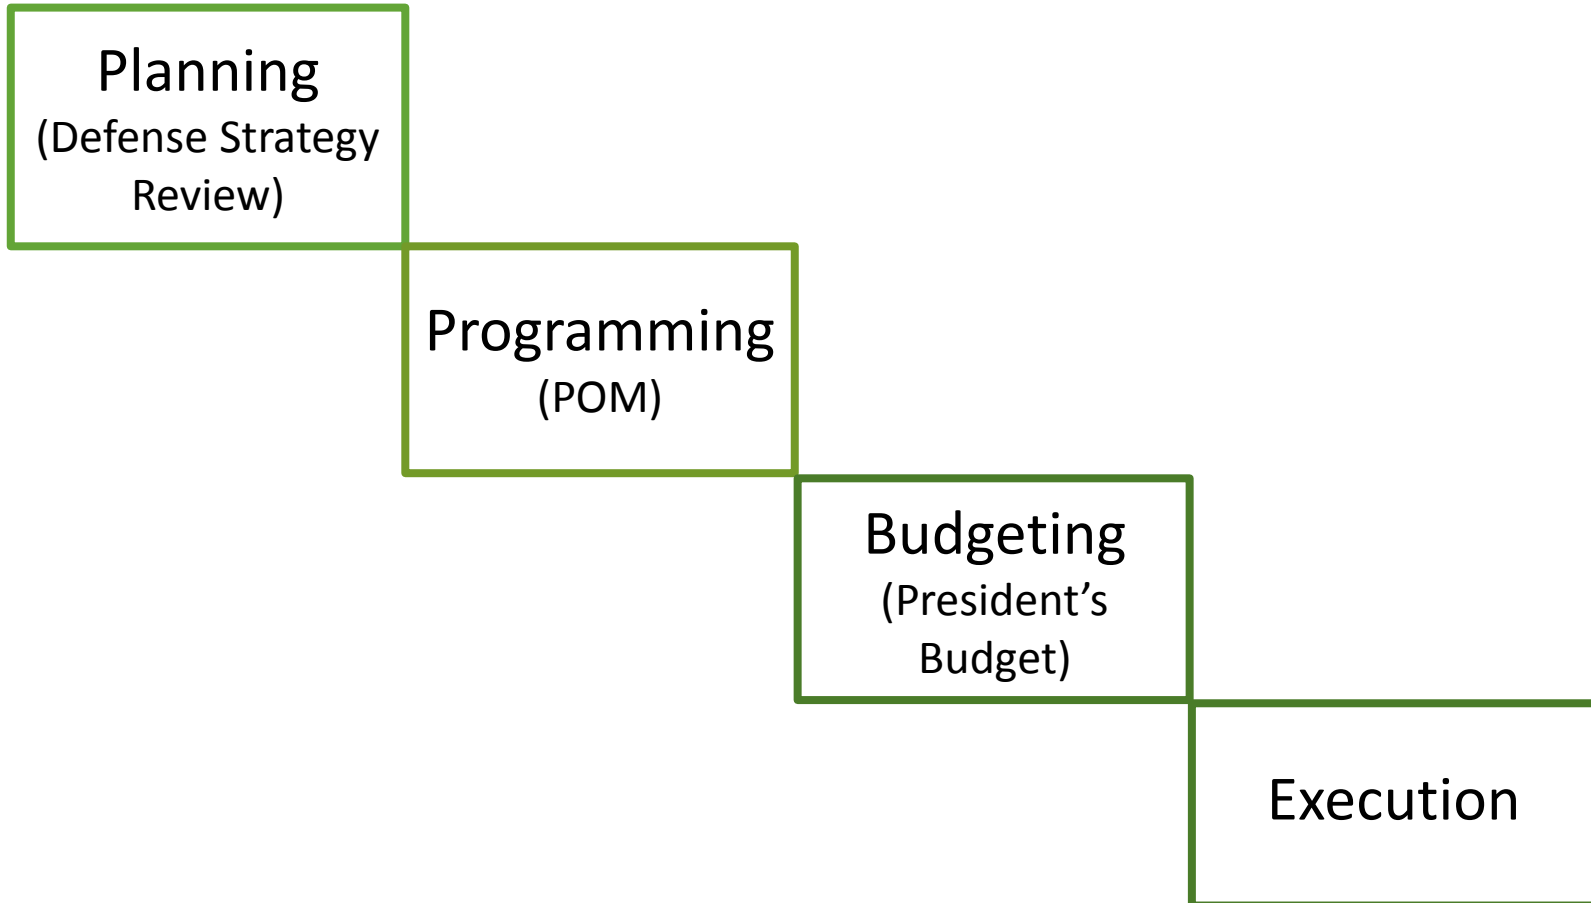 Planning
(Defense Strategy
Review)
Programming
(POM)
Budgeting
(President’s
Budget)
Execution